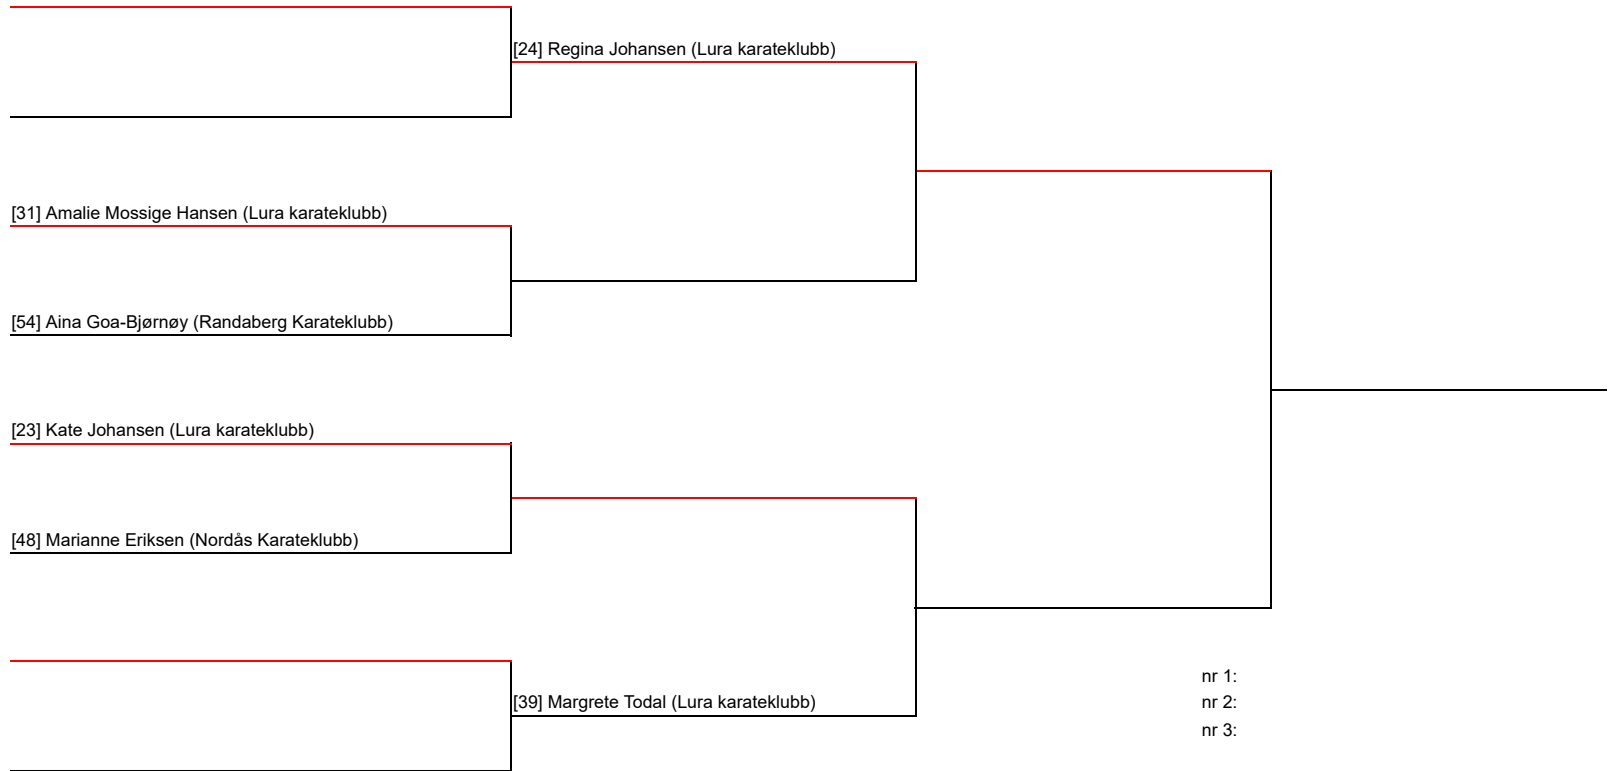 [24] Regina Johansen (Lura karateklubb)
[31] Amalie Mossige Hansen (Lura karateklubb)
[54] Aina Goa-Bjørnøy (Randaberg Karateklubb)
[23] Kate Johansen (Lura karateklubb)
[48] Marianne Eriksen (Nordås Karateklubb)
[39] Margrete Todal (Lura karateklubb)
nr 1:
nr 2:
nr 3: